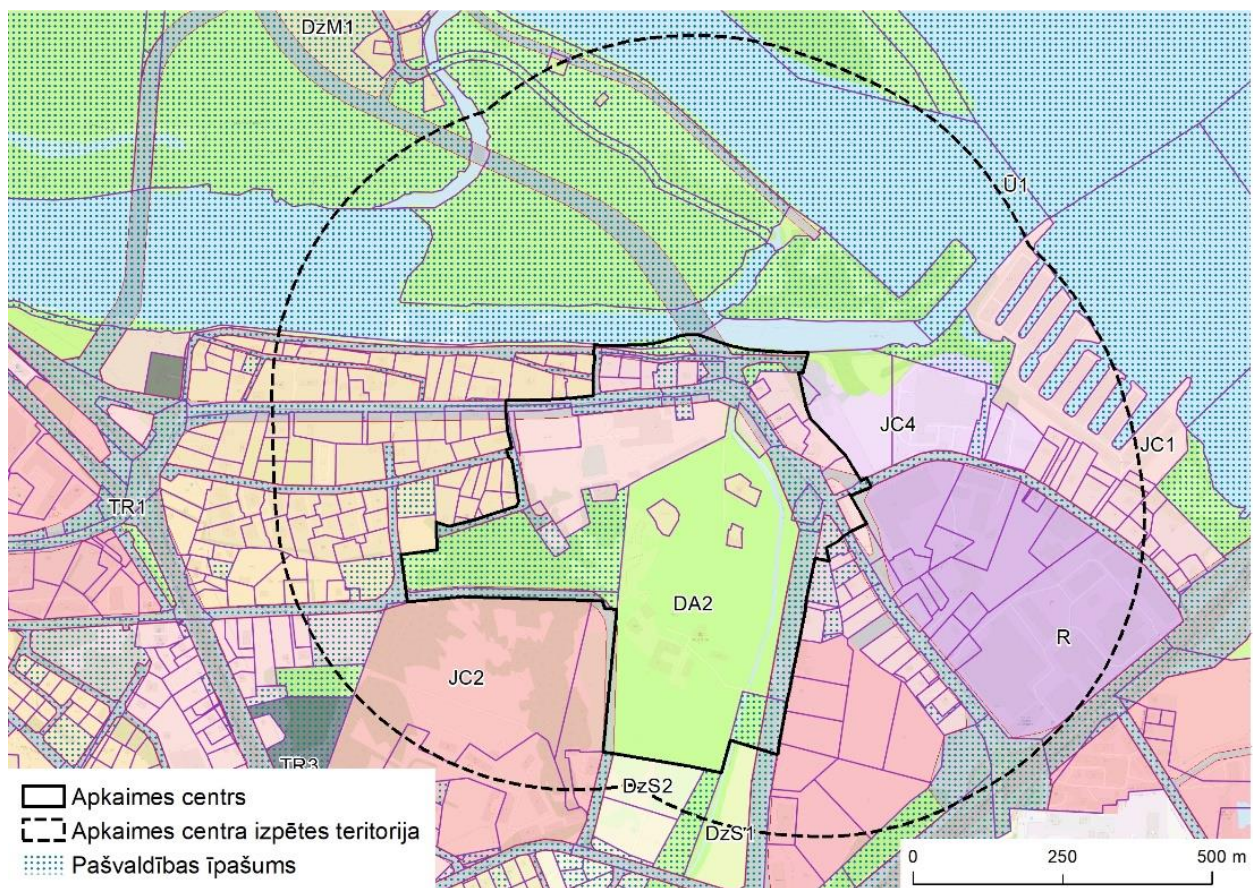 DzM1
Ū1
JC4
JC1
TR1
DA2
R
JC2
TR3
DzS2
DzS1
Apkaimes centrs
Apkaimes centra izpētes teritorija
Pašvaldības īpašums
0 250 500 m